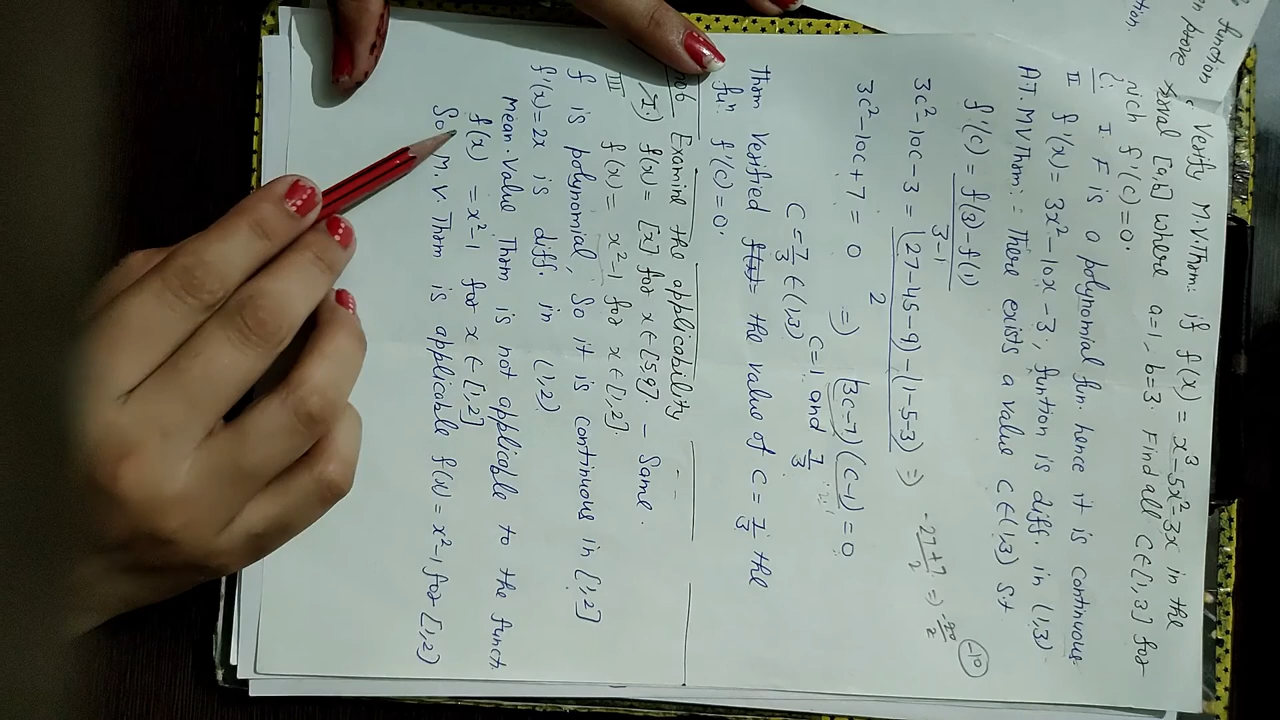 function
on above
tion.
Verify M.V.Thm: if f(x) = x³-5x²-3x in the
[a,b] where a=1, b=3. Find all C∈[1,3] for
f'(c)=0.
I. F is a polynomial fun. hence it is continuous
II f'(x) = 3x²-10x-3, funtion is diff. in (1,3)
AT. MV Thm: - There exists a value C∈(1,3) S.t
f'(c) = f(3)-f(1)
3-1
3c²-10c-3 = (27-45-9)-(1-5-3) =>
2
-27+7
2
=> -20
2
-10
3c²-10c+7 = 0 => (3c-7)(c-1)=0
C=1 and 7/3
C=7/3 ∈(1,3)
Thm verified the value of C=7/3 the
fuⁿ f'(c)=0.
Examine the applicability
I.) f(x) = [x] for x∈[5,9] - Same.
III f(x) = x²-1 for x∈[1,2].
f is polynomial, So it is continuous in [1,2]
f'(x)=2x is diff. in (1,2)
Mean Value Thm is not applicable to the funct.
f(x) = x²-1 for x∈[1,2]
So M.V. Thm is applicable f(x) = x²-1 for [1,2)